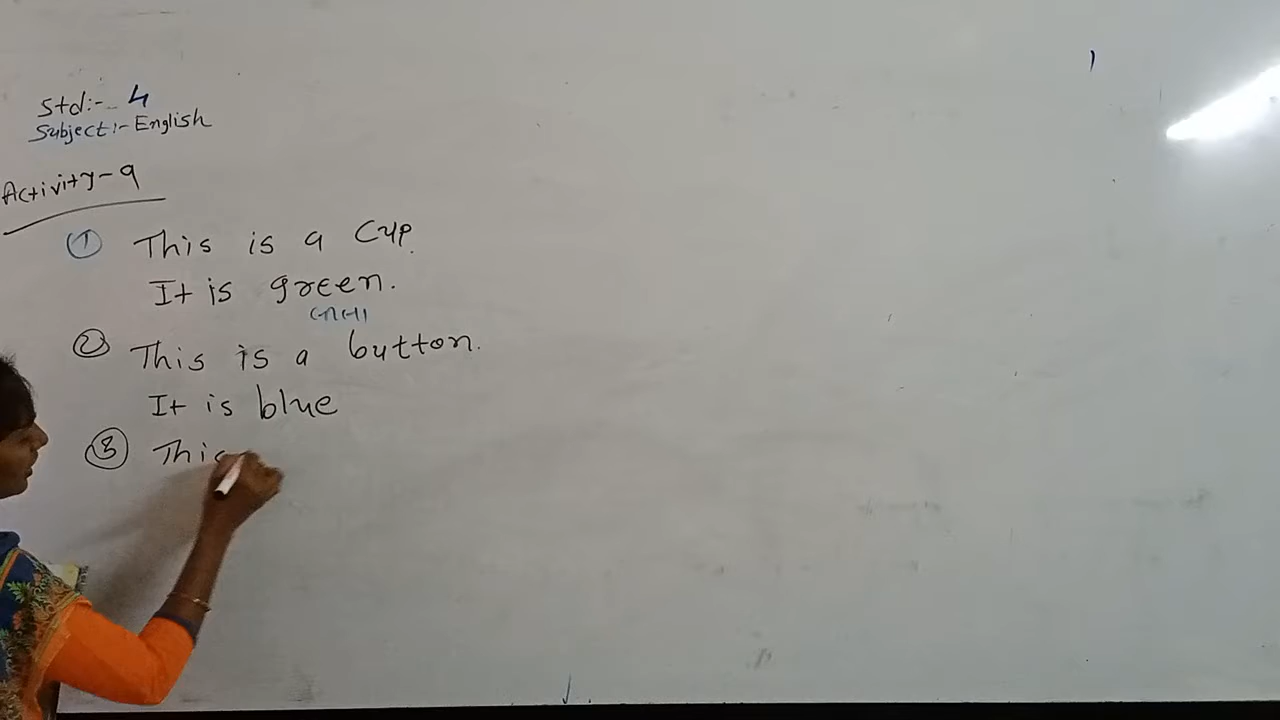 Std:- 4
Subject:- English
Activity-9
① This is a Cup.
It is green.
② This is a button.
It is blue
③ This